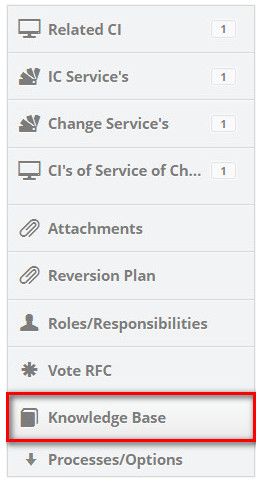 Related CI 1
IC Service's 1
Change Service's 1
CI's of Service of Ch... 1
Attachments
Reversion Plan
Roles/Responsibilities
Vote RFC
Knowledge Base
Processes/Options